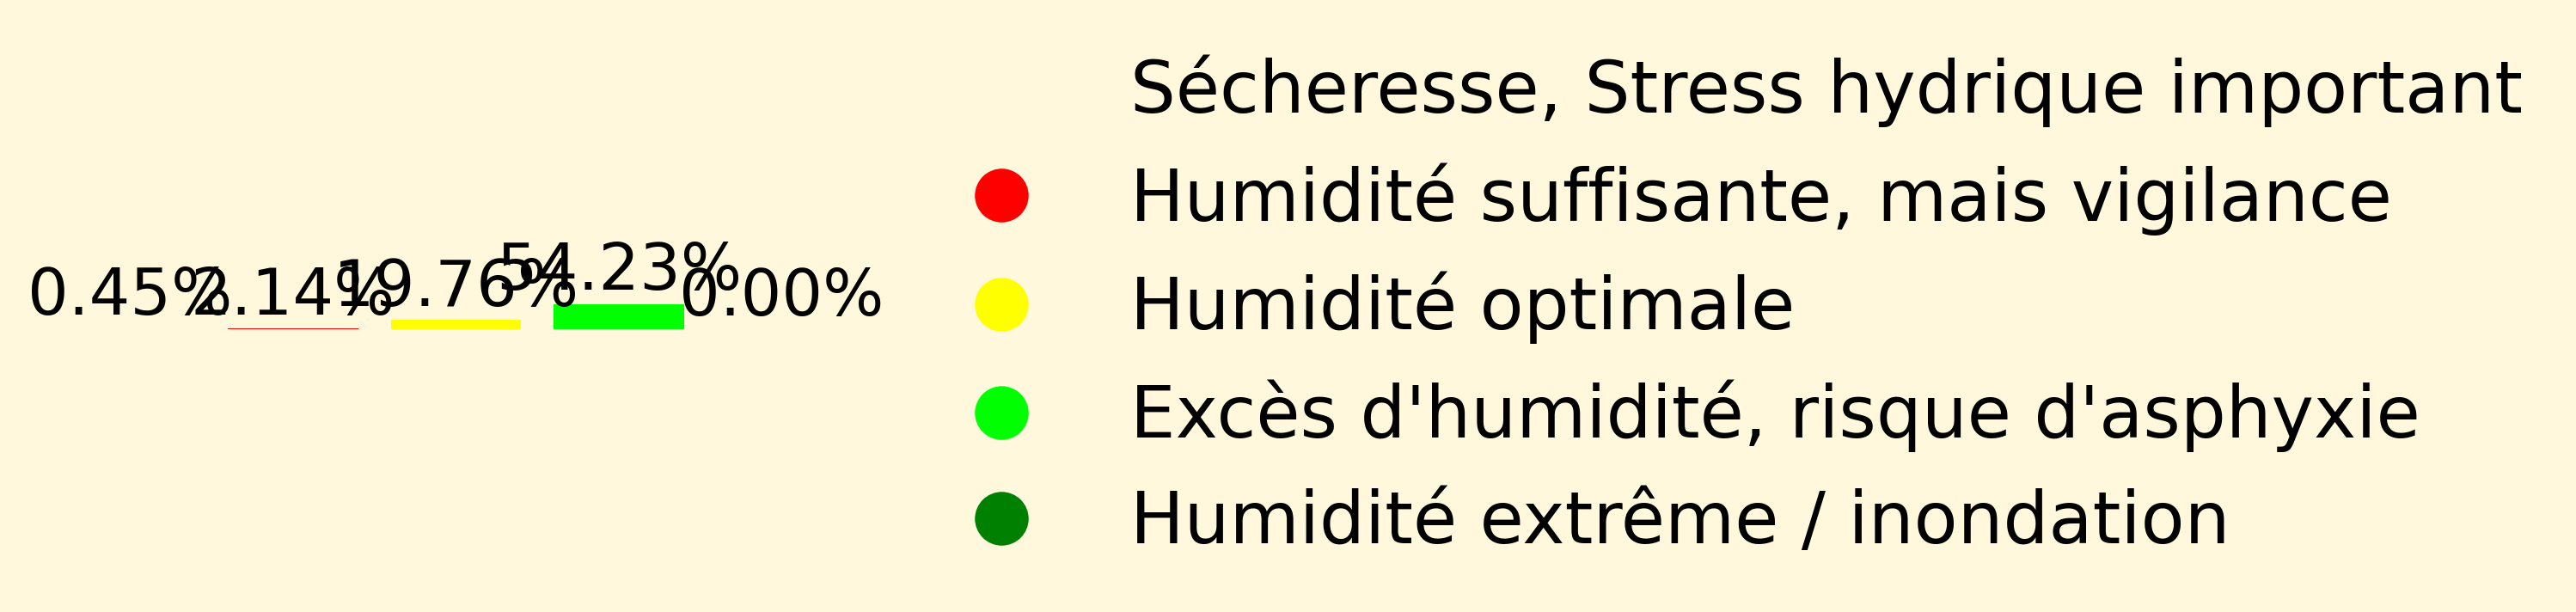 0.45%
2.14%
19.76%
54.23%
0.00%
Sécheresse, Stress hydrique important
Humidité suffisante, mais vigilance
Humidité optimale
Excès d'humidité, risque d'asphyxie
Humidité extrême / inondation